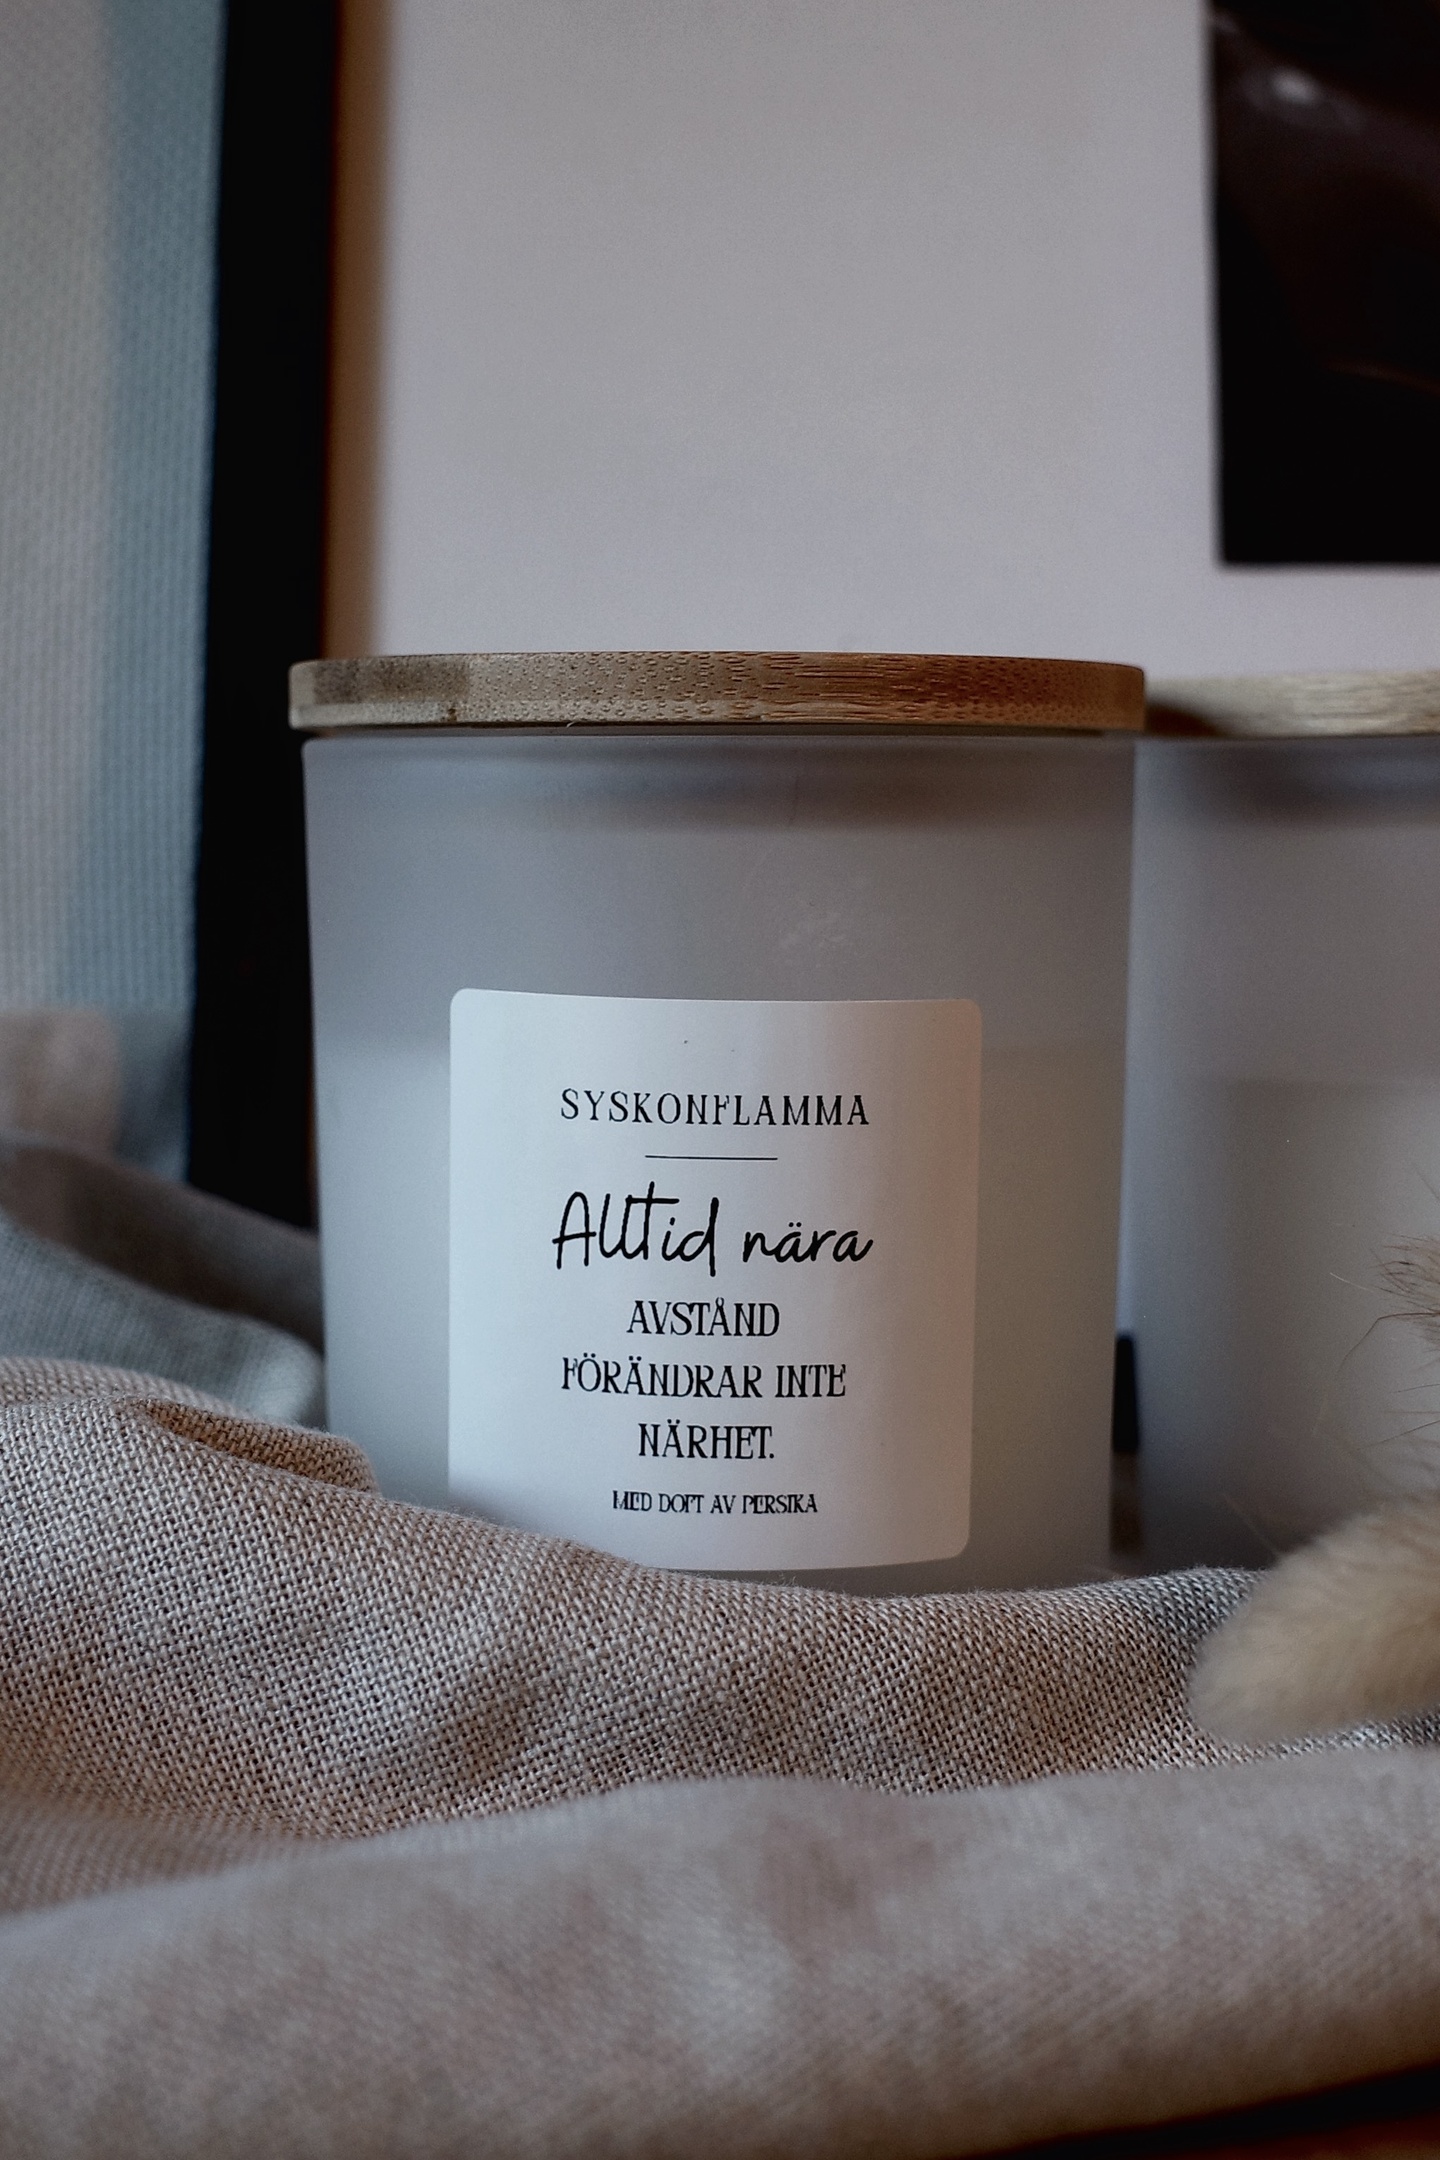 SYSKONFLAMMA
Alltid nära
AVSTÅND
FÖRÄNDRAR INTE
NÄRHET.
MED DOFT AV PERSIKA